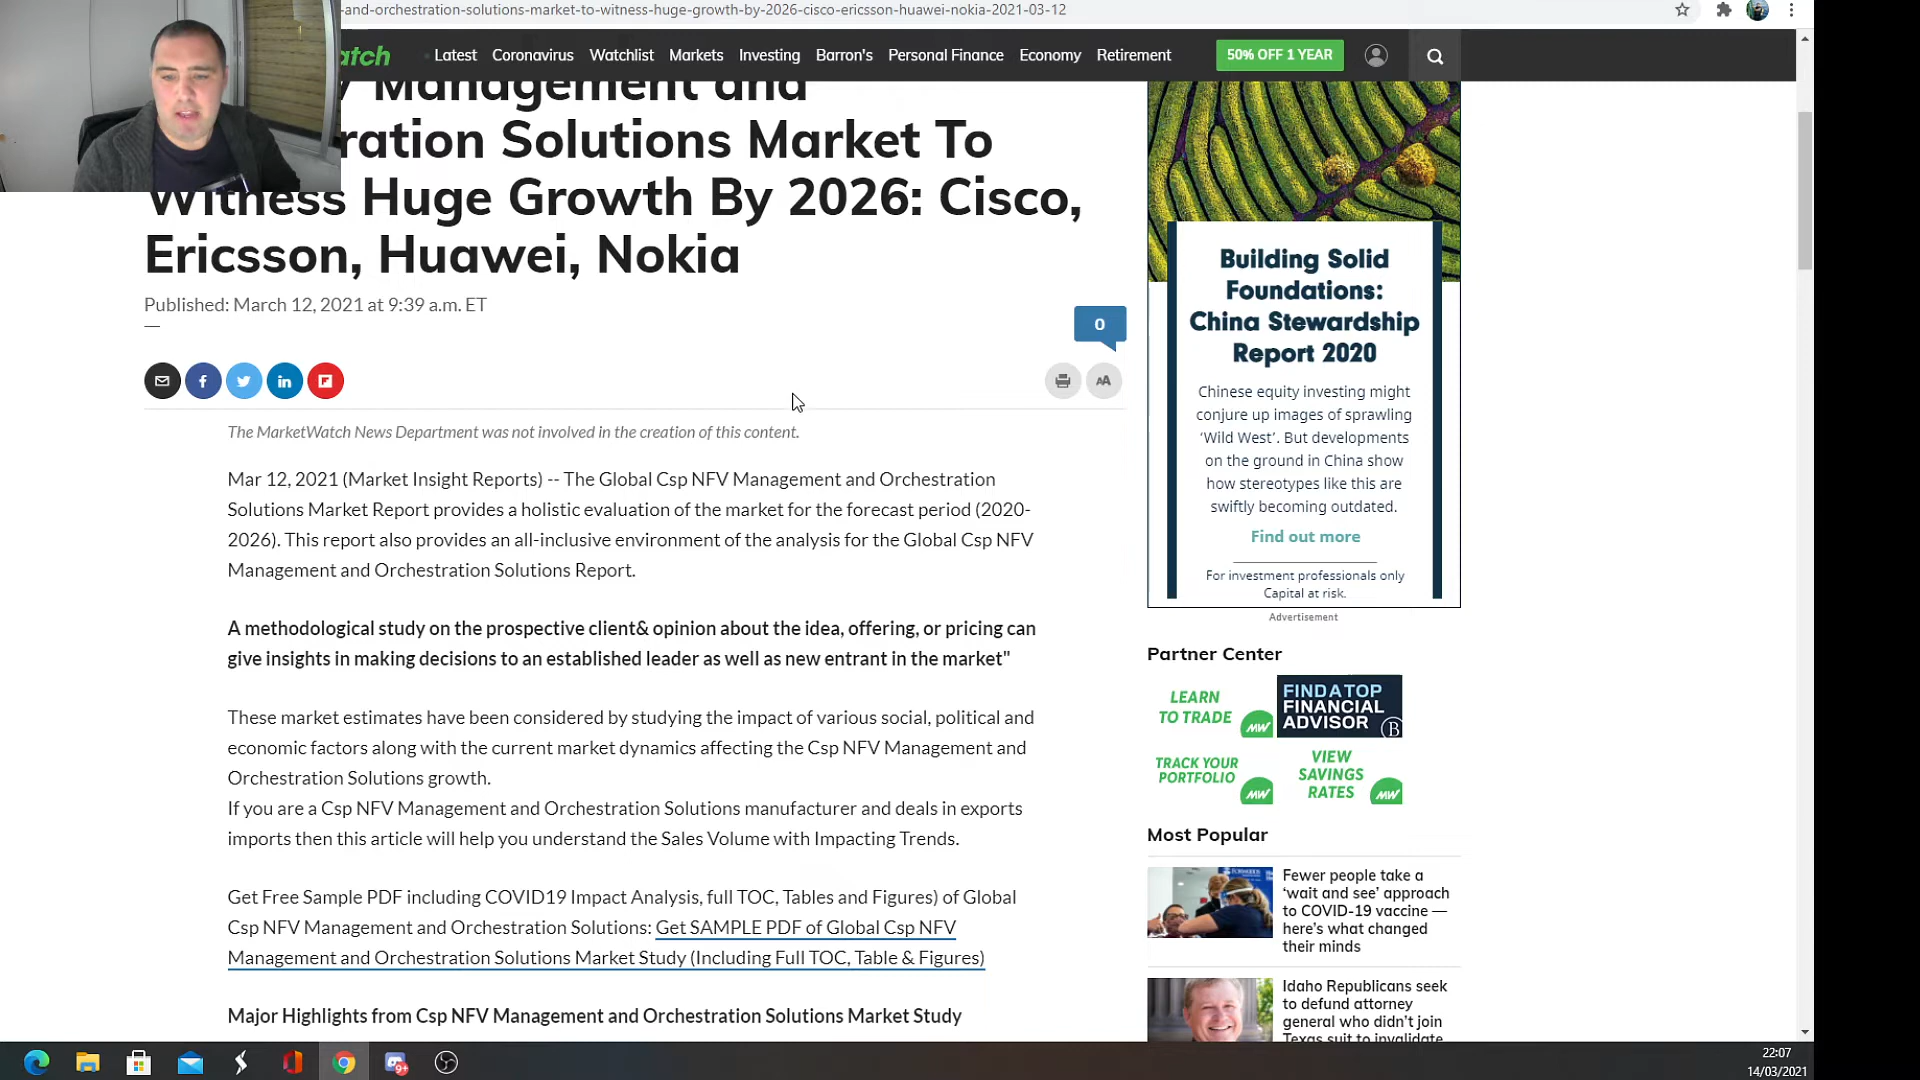 -and-orchestration-solutions-market-to-witness-huge-growth-by-2026-cisco-ericsson-huawei-nokia-2021-03-12
atch
Latest Coronavirus Watchlist Markets Investing Barron's Personal Finance Economy Retirement
50% OFF 1 YEAR
Management and
ration Solutions Market To
Witness Huge Growth By 2026: Cisco,
Ericsson, Huawei, Nokia
Published: March 12, 2021 at 9:39 a.m. ET
0
AA
The MarketWatch News Department was not involved in the creation of this content.
Mar 12, 2021 (Market Insight Reports) -- The Global Csp NFV Management and Orchestration
Solutions Market Report provides a holistic evaluation of the market for the forecast period (2020-
2026). This report also provides an all-inclusive environment of the analysis for the Global Csp NFV
Management and Orchestration Solutions Report.
A methodological study on the prospective client& opinion about the idea, offering, or pricing can
give insights in making decisions to an established leader as well as new entrant in the market"
These market estimates have been considered by studying the impact of various social, political and
economic factors along with the current market dynamics affecting the Csp NFV Management and
Orchestration Solutions growth.
If you are a Csp NFV Management and Orchestration Solutions manufacturer and deals in exports
imports then this article will help you understand the Sales Volume with Impacting Trends.
Get Free Sample PDF including COVID19 Impact Analysis, full TOC, Tables and Figures) of Global
Csp NFV Management and Orchestration Solutions: Get SAMPLE PDF of Global Csp NFV
Management and Orchestration Solutions Market Study (Including Full TOC, Table & Figures)
Major Highlights from Csp NFV Management and Orchestration Solutions Market Study
Building Solid
Foundations:
China Stewardship
Report 2020
Chinese equity investing might
conjure up images of sprawling
‘Wild West’. But developments
on the ground in China show
how stereotypes like this are
swiftly becoming outdated.
Find out more
For investment professionals only
Capital at risk.
Advertisement
Partner Center
LEARN
TO TRADE
MW
FIND A TOP
FINANCIAL
ADVISOR
B
TRACK YOUR
PORTFOLIO
MW
VIEW
SAVINGS
RATES
MW
Most Popular
Fewer people take a
‘wait and see’ approach
to COVID-19 vaccine —
here’s what changed
their minds
Idaho Republicans seek
to defund attorney
general who didn’t join
Texas suit to invalidate
9+
22:07
14/03/2021